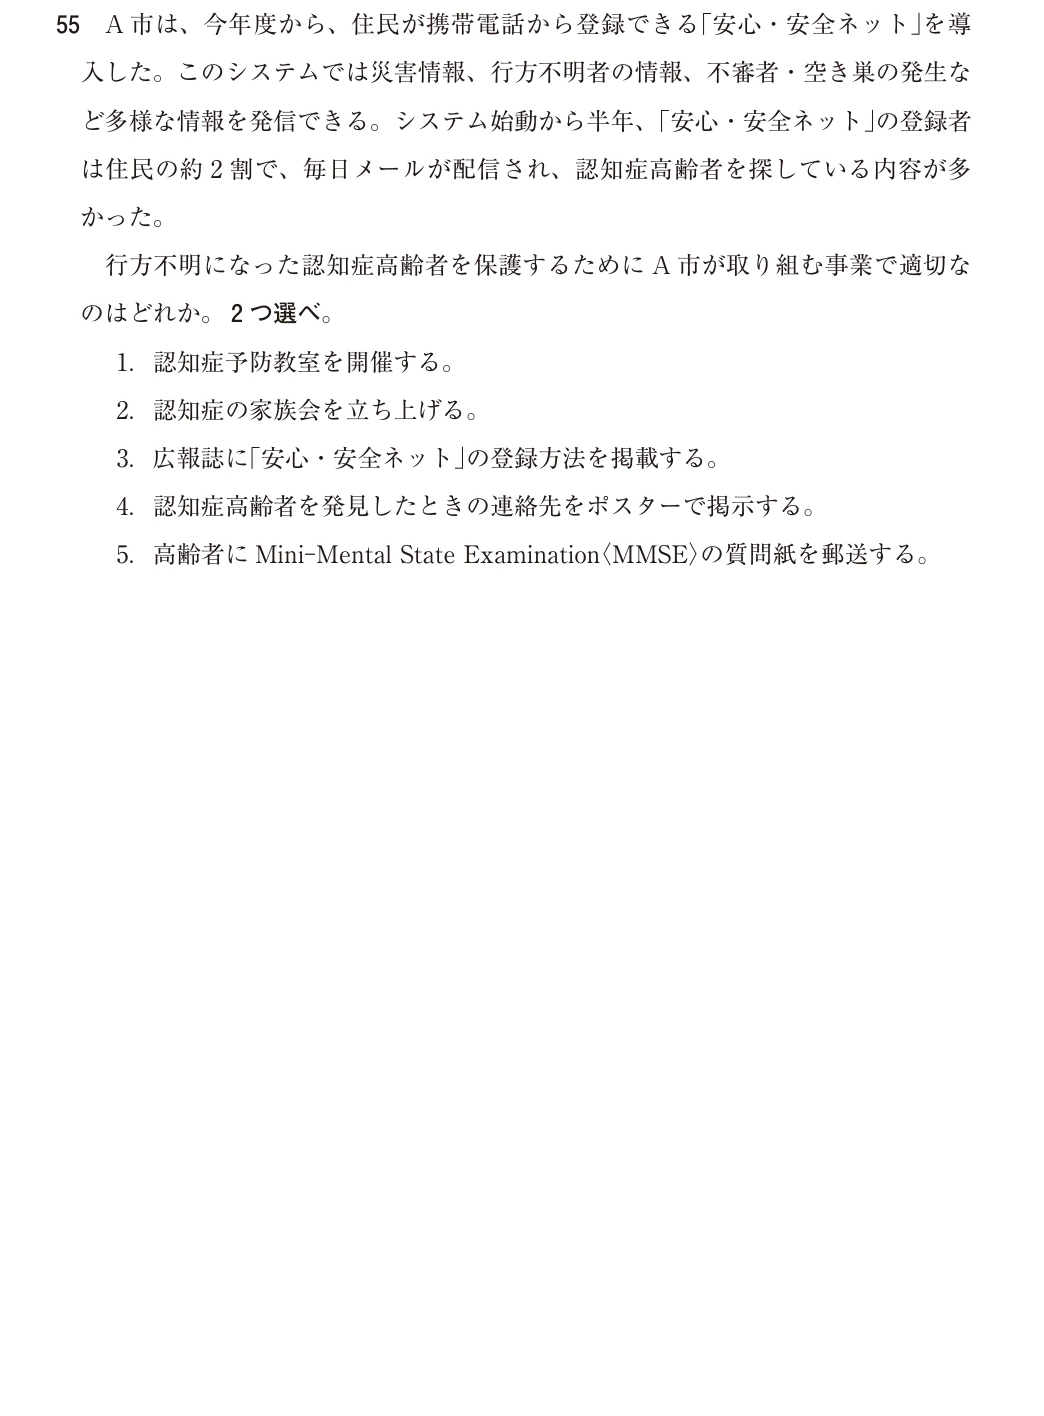 55 A 市は、今年度から、住民が携帯電話から登録できる「安心・安全ネット」を導
入した。このシステムでは災害情報、行方不明者の情報、不審者・空き巣の発生な
ど多様な情報を発信できる。システム始動から半年、「安心・安全ネット」の登録者
は住民の約 2 割で、毎日メールが配信され、認知症高齢者を探している内容が多
かった。
行方不明になった認知症高齢者を保護するために A 市が取り組む事業で適切な
のはどれか。 2 つ選べ。
1. 認知症予防教室を開催する。
2. 認知症の家族会を立ち上げる。
3. 広報誌に「安心・安全ネット」の登録方法を掲載する。
4. 認知症高齢者を発見したときの連絡先をポスターで掲示する。
5. 高齢者に Mini-Mental State Examination〈MMSE〉の質問紙を郵送する。